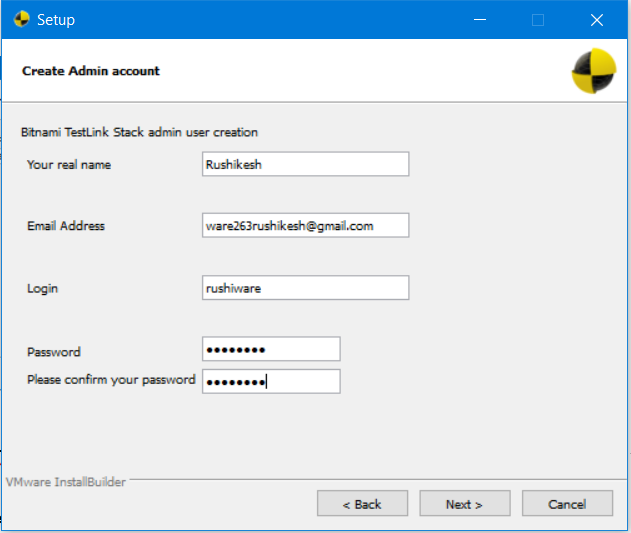 Setup
Create Admin account
Bitnami TestLink Stack admin user creation
Your real name Rushikesh
Email Address ware263rushikesh@gmail.com
Login rushiware
Password ••••••••
Please confirm your password ••••••••
VMware InstallBuilder
< Back Next > Cancel